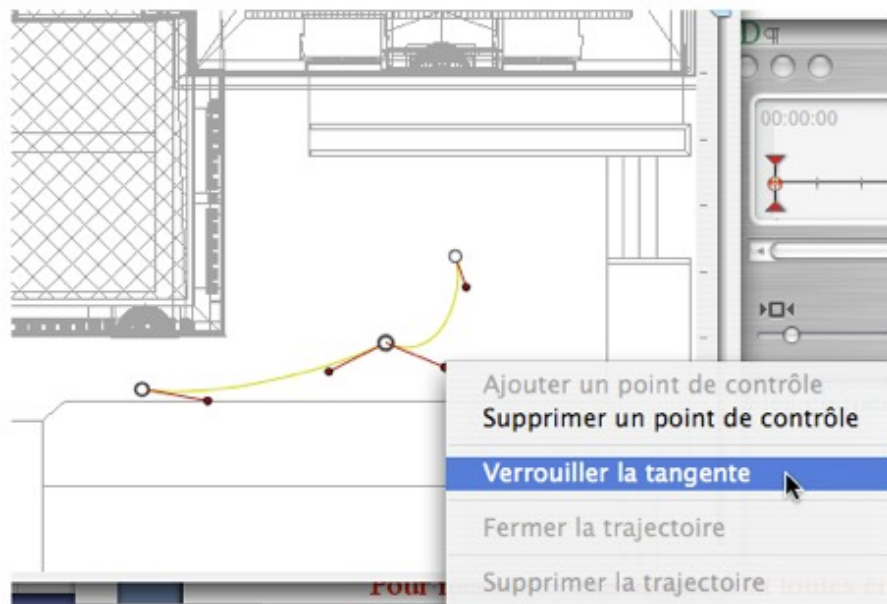 D¶
00:00:00
Ajouter un point de contrôle
Supprimer un point de contrôle
Verrouiller la tangente
Fermer la trajectoire
Supprimer la trajectoire